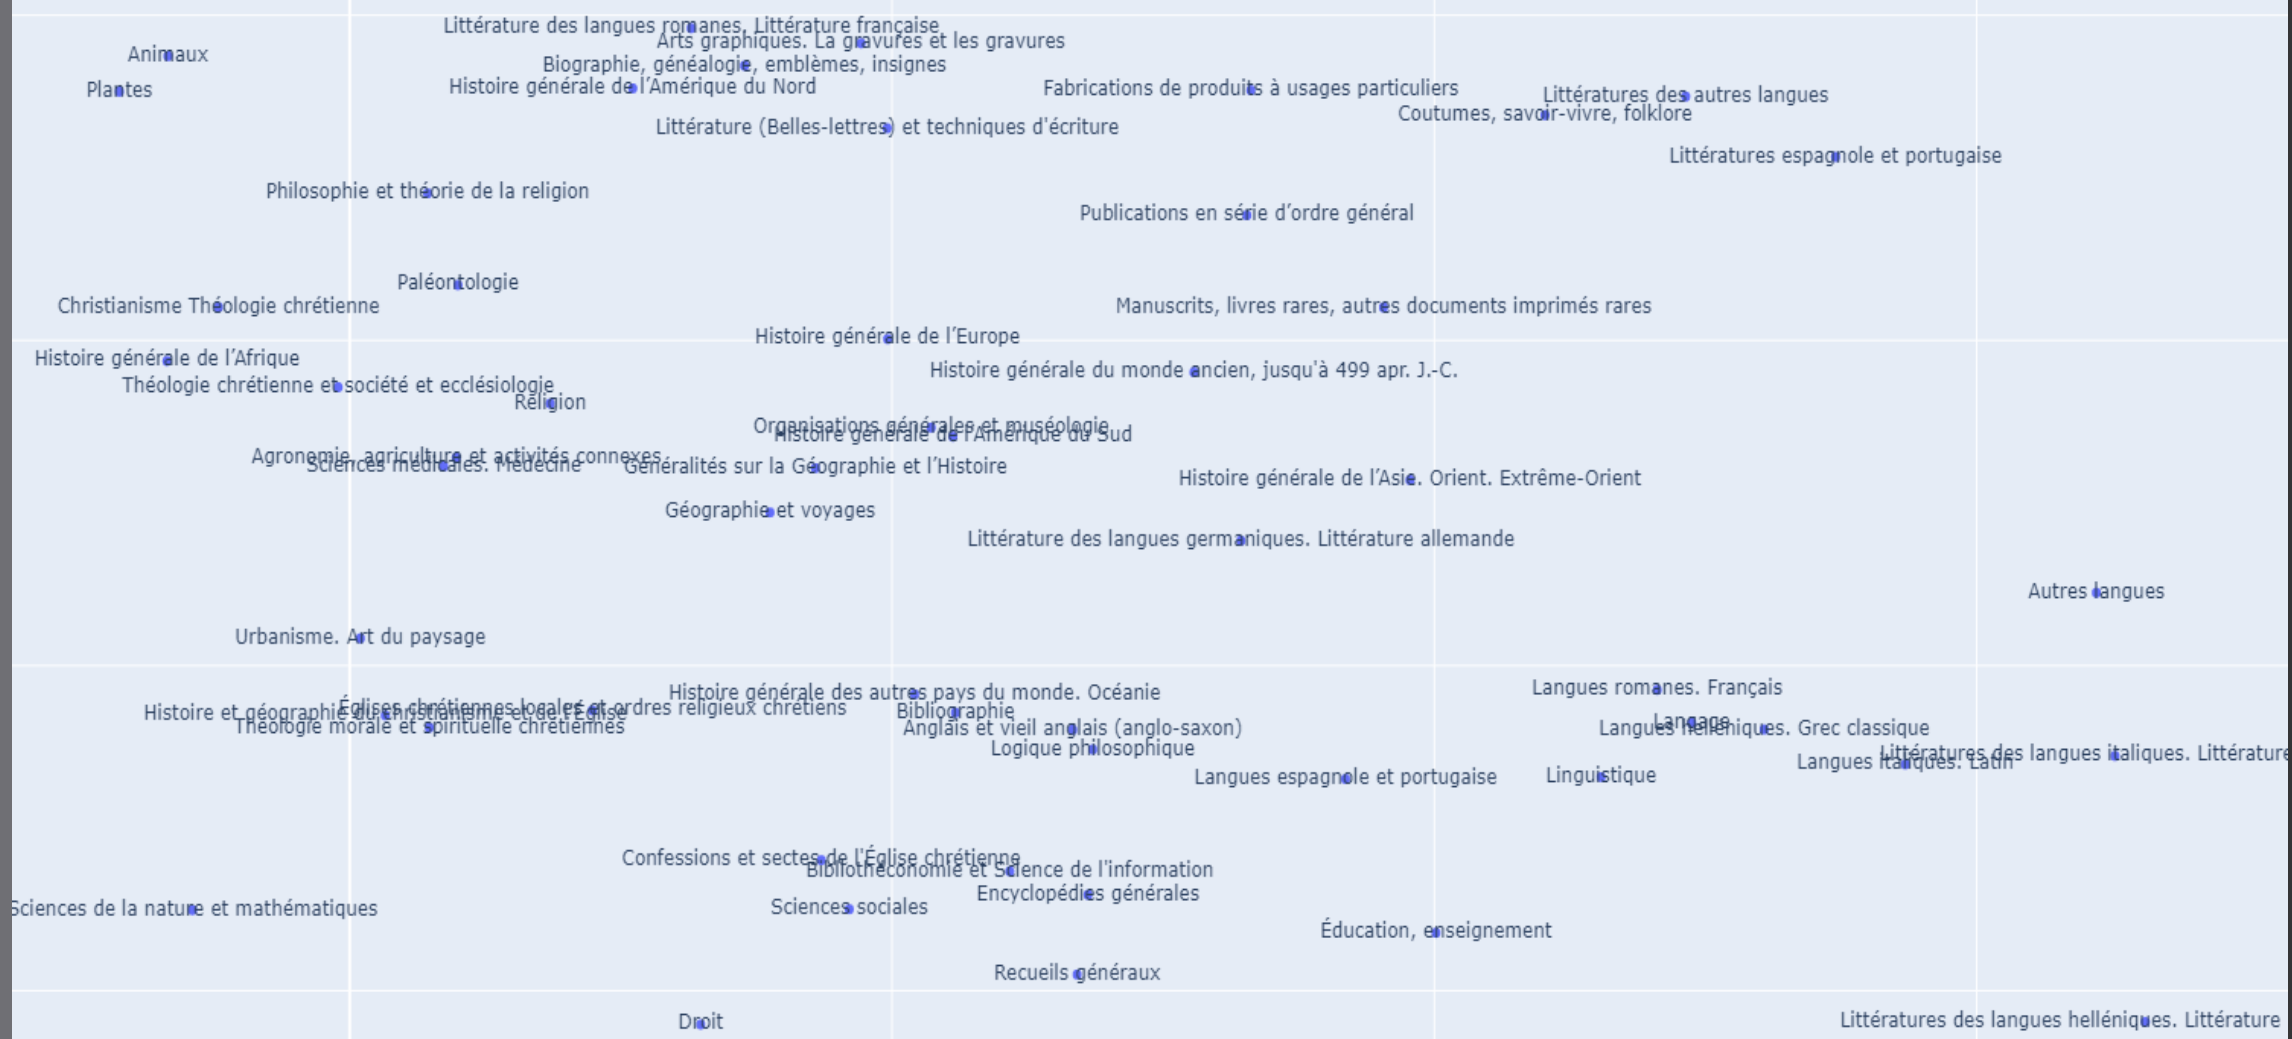 Littérature des langues romanes. Littérature française
Arts graphiques. La gravures et les gravures
Animaux
Biographie, généalogie, emblèmes, insignes
Histoire générale de l’Amérique du Nord
Fabrications de produits à usages particuliers
Plantes
Littératures des autres langues
Coutumes, savoir-vivre, folklore
Littérature (Belles-lettres) et techniques d'écriture
Littératures espagnole et portugaise
Philosophie et théorie de la religion
Publications en série d’ordre général
Paléontologie
Christianisme Théologie chrétienne
Manuscrits, livres rares, autres documents imprimés rares
Histoire générale de l’Europe
Histoire générale de l’Afrique
Histoire générale du monde ancien, jusqu'à 499 apr. J.-C.
Théologie chrétienne et société et ecclésiologie
Religion
Organisations générales et muséologie
Histoire générale de l’Amérique du Sud
Agronomie, agriculture et activités connexes
Sciences médicales. Médecine
Généralités sur la Géographie et l’Histoire
Histoire générale de l’Asie. Orient. Extrême-Orient
Géographie et voyages
Littérature des langues germaniques. Littérature allemande
Autres langues
Urbanisme. Art du paysage
Langues romanes. Français
Histoire générale des autres pays du monde. Océanie
Églises chrétiennes locales et ordres religieux chrétiens
Bibliographie
Histoire et géographie du christianisme et de l'Église
Langage
Théologie morale et spirituelle chrétiennes
Anglais et vieil anglais (anglo-saxon)
Langues helléniques. Grec classique
Logique philosophique
Littératures des langues italiques. Littérature
Langues italiques. Latin
Langues espagnole et portugaise
Linguistique
Confessions et sectes de l'Église chrétienne
Bibliothéconomie et Science de l'information
Encyclopédies générales
Sciences de la nature et mathématiques
Sciences sociales
Éducation, enseignement
Recueils généraux
Droit
Littératures des langues helléniques. Littérature